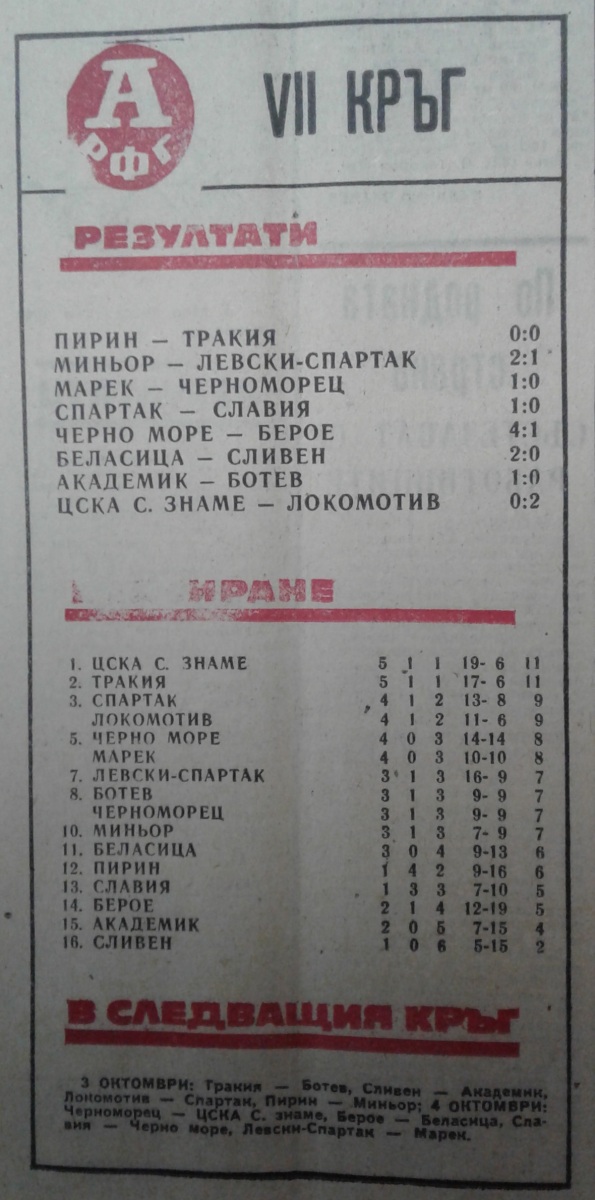 А
РФГ
VII КРЪГ
РЕЗУЛТАТИ
ПИРИН — ТРАКИЯ 0:0
МИНЬОР — ЛЕВСКИ-СПАРТАК 2:1
МАРЕК — ЧЕРНОМОРЕЦ 1:0
СПАРТАК — СЛАВИЯ 1:0
ЧЕРНО МОРЕ — БЕРОЕ 4:1
БЕЛАСИЦА — СЛИВЕН 2:0
АКАДЕМИК — БОТЕВ 1:0
ЦСКА С. ЗНАМЕ — ЛОКОМОТИВ 0:2
ИРАНЕ
1. ЦСКА С. ЗНАМЕ 5 1 1 19- 6 11
2. ТРАКИЯ 5 1 1 17- 6 11
3. СПАРТАК 4 1 2 13- 8 9
ЛОКОМОТИВ 4 1 2 11- 6 9
5. ЧЕРНО МОРЕ 4 0 3 14-14 8
МАРЕК 4 0 3 10-10 8
7. ЛЕВСКИ-СПАРТАК 3 1 3 16- 9 7
8. БОТЕВ 3 1 3 9- 9 7
ЧЕРНОМОРЕЦ 3 1 3 9- 9 7
10. МИНЬОР 3 1 3 7- 9 7
11. БЕЛАСИЦА 3 0 4 9-13 6
12. ПИРИН 1 4 2 9-16 6
13. СЛАВИЯ 1 3 3 7-10 5
14. БЕРОЕ 2 1 4 12-19 5
15. АКАДЕМИК 2 0 5 7-15 4
16. СЛИВЕН 1 0 6 5-15 2
В СЛЕДВАЩИЯ КРЪГ
3 ОКТОМВРИ: Тракия — Ботев, Сливен — Академик,
Локомотив — Спартак, Пирин — Миньор; 4 ОКТОМВРИ:
Черноморец — ЦСКА С. знаме, Берое — Беласица, Сла-
вия — Черно море, Левски-Спартак — Марек.